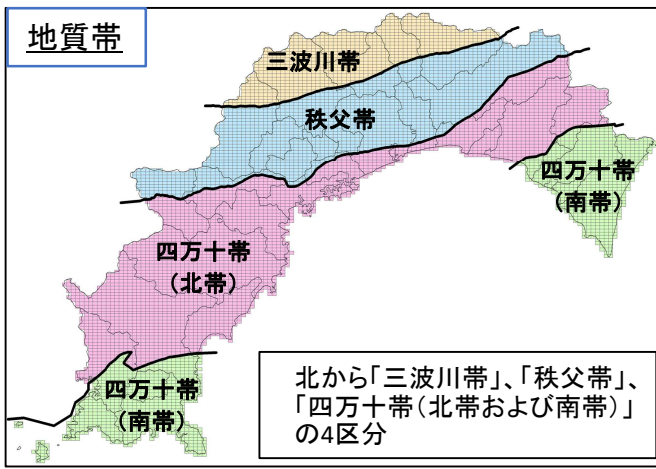 地質帯
三波川帯
秩父帯
四万十帯
(南帯)
四万十帯
(北帯)
四万十帯
(南帯)
北から「三波川帯」、「秩父帯」、
「四万十帯(北帯および南帯)」
の4区分